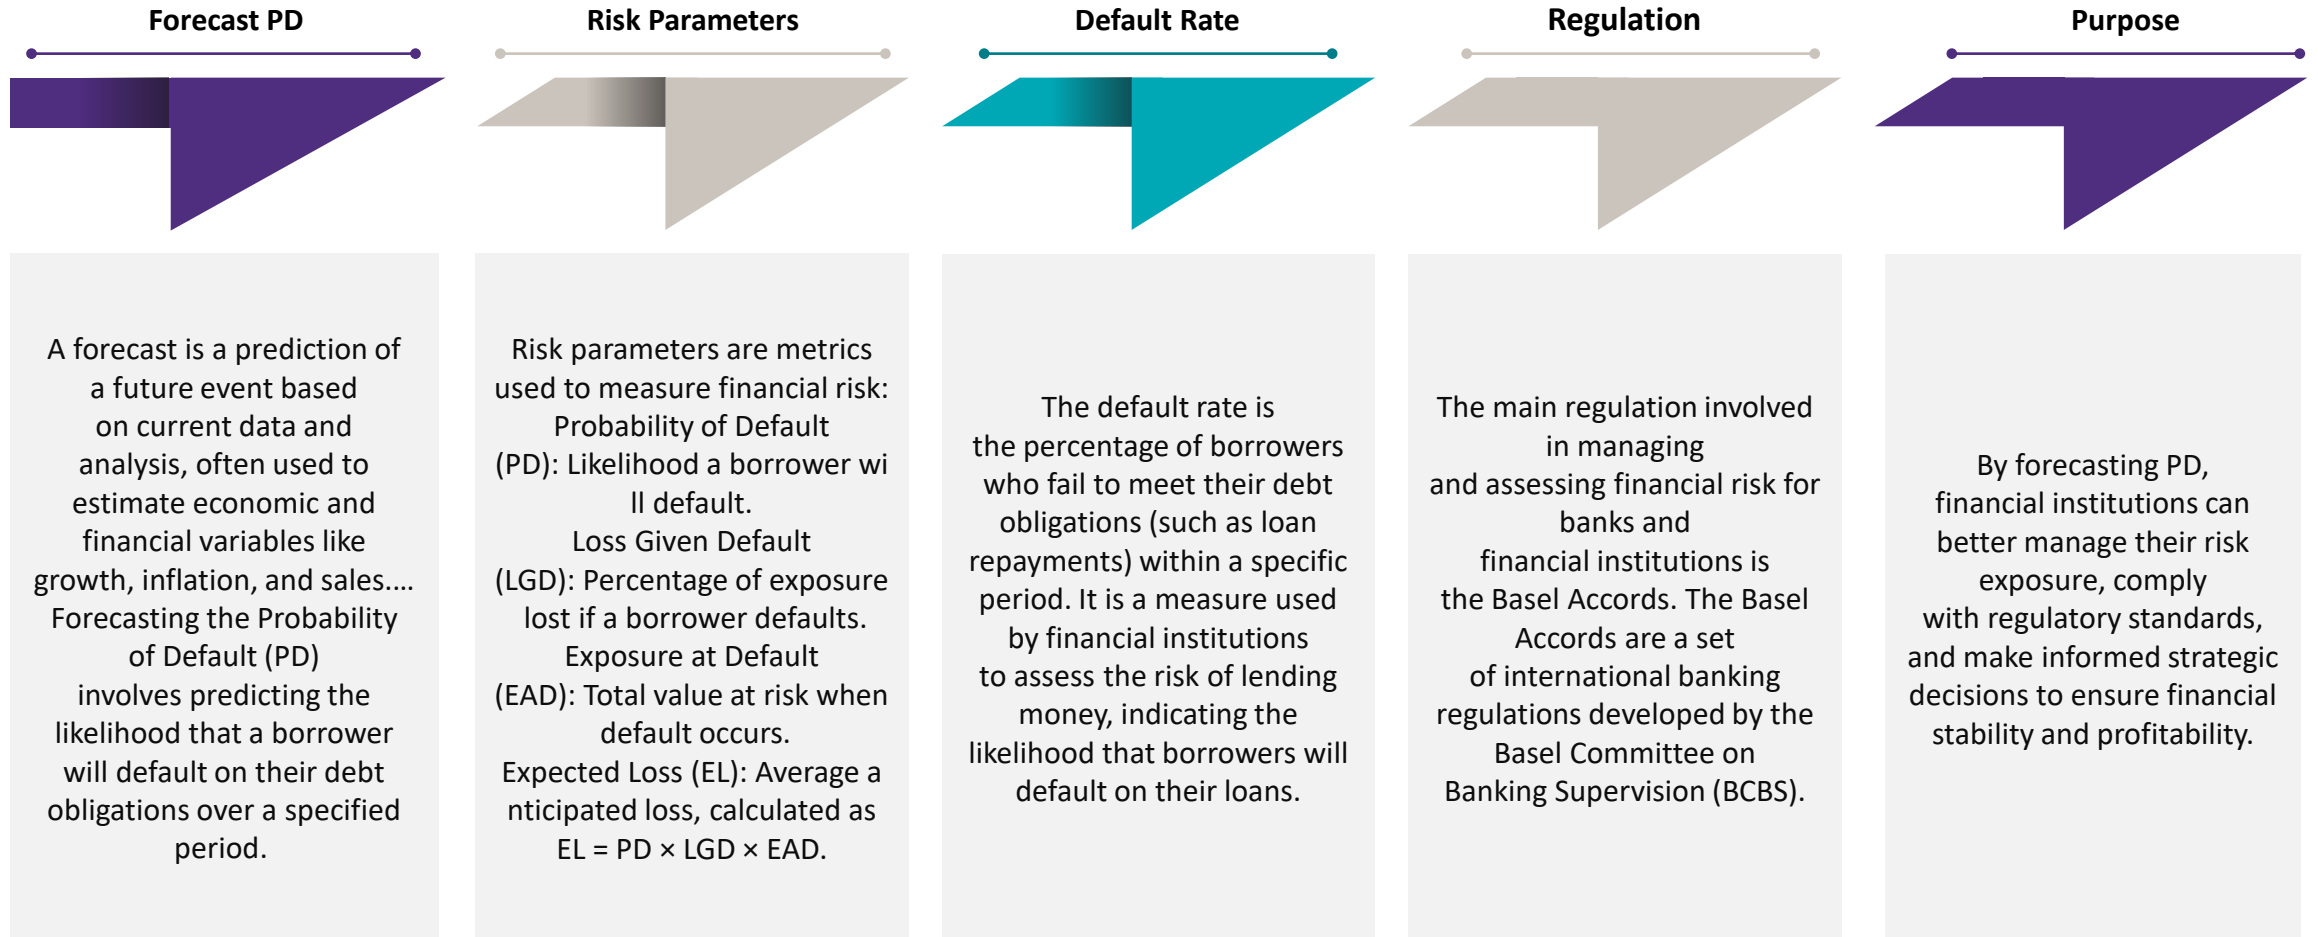 Forecast PD
Risk Parameters
Default Rate
Regulation
Purpose
A forecast is a prediction of
a future event based
on current data and
analysis, often used to
estimate economic and
financial variables like
growth, inflation, and sales....
Forecasting the Probability
of Default (PD)
involves predicting the
likelihood that a borrower
will default on their debt
obligations over a specified
period.
Risk parameters are metrics
used to measure financial risk:
Probability of Default
(PD): Likelihood a borrower wi
ll default.
Loss Given Default
(LGD): Percentage of exposure
lost if a borrower defaults.
Exposure at Default
(EAD): Total value at risk when
default occurs.
Expected Loss (EL): Average a
nticipated loss, calculated as
EL = PD × LGD × EAD.
The default rate is
the percentage of borrowers
who fail to meet their debt
obligations (such as loan
repayments) within a specific
period. It is a measure used
by financial institutions
to assess the risk of lending
money, indicating the
likelihood that borrowers will
default on their loans.
The main regulation involved
in managing
and assessing financial risk for
banks and
financial institutions is
the Basel Accords. The Basel
Accords are a set
of international banking
regulations developed by the
Basel Committee on
Banking Supervision (BCBS).
By forecasting PD,
financial institutions can
better manage their risk
exposure, comply
with regulatory standards,
and make informed strategic
decisions to ensure financial
stability and profitability.